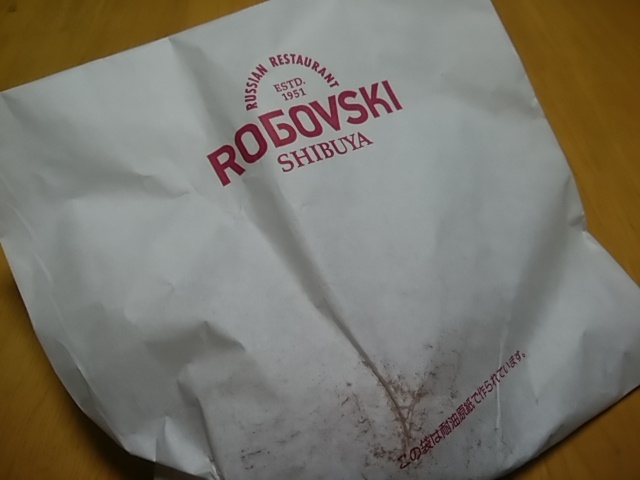 RUSSIAN RESTAURANT
ESTD.
1951
ROGOVSKI
SHIBUYA
この袋は耐油原紙で作られています。